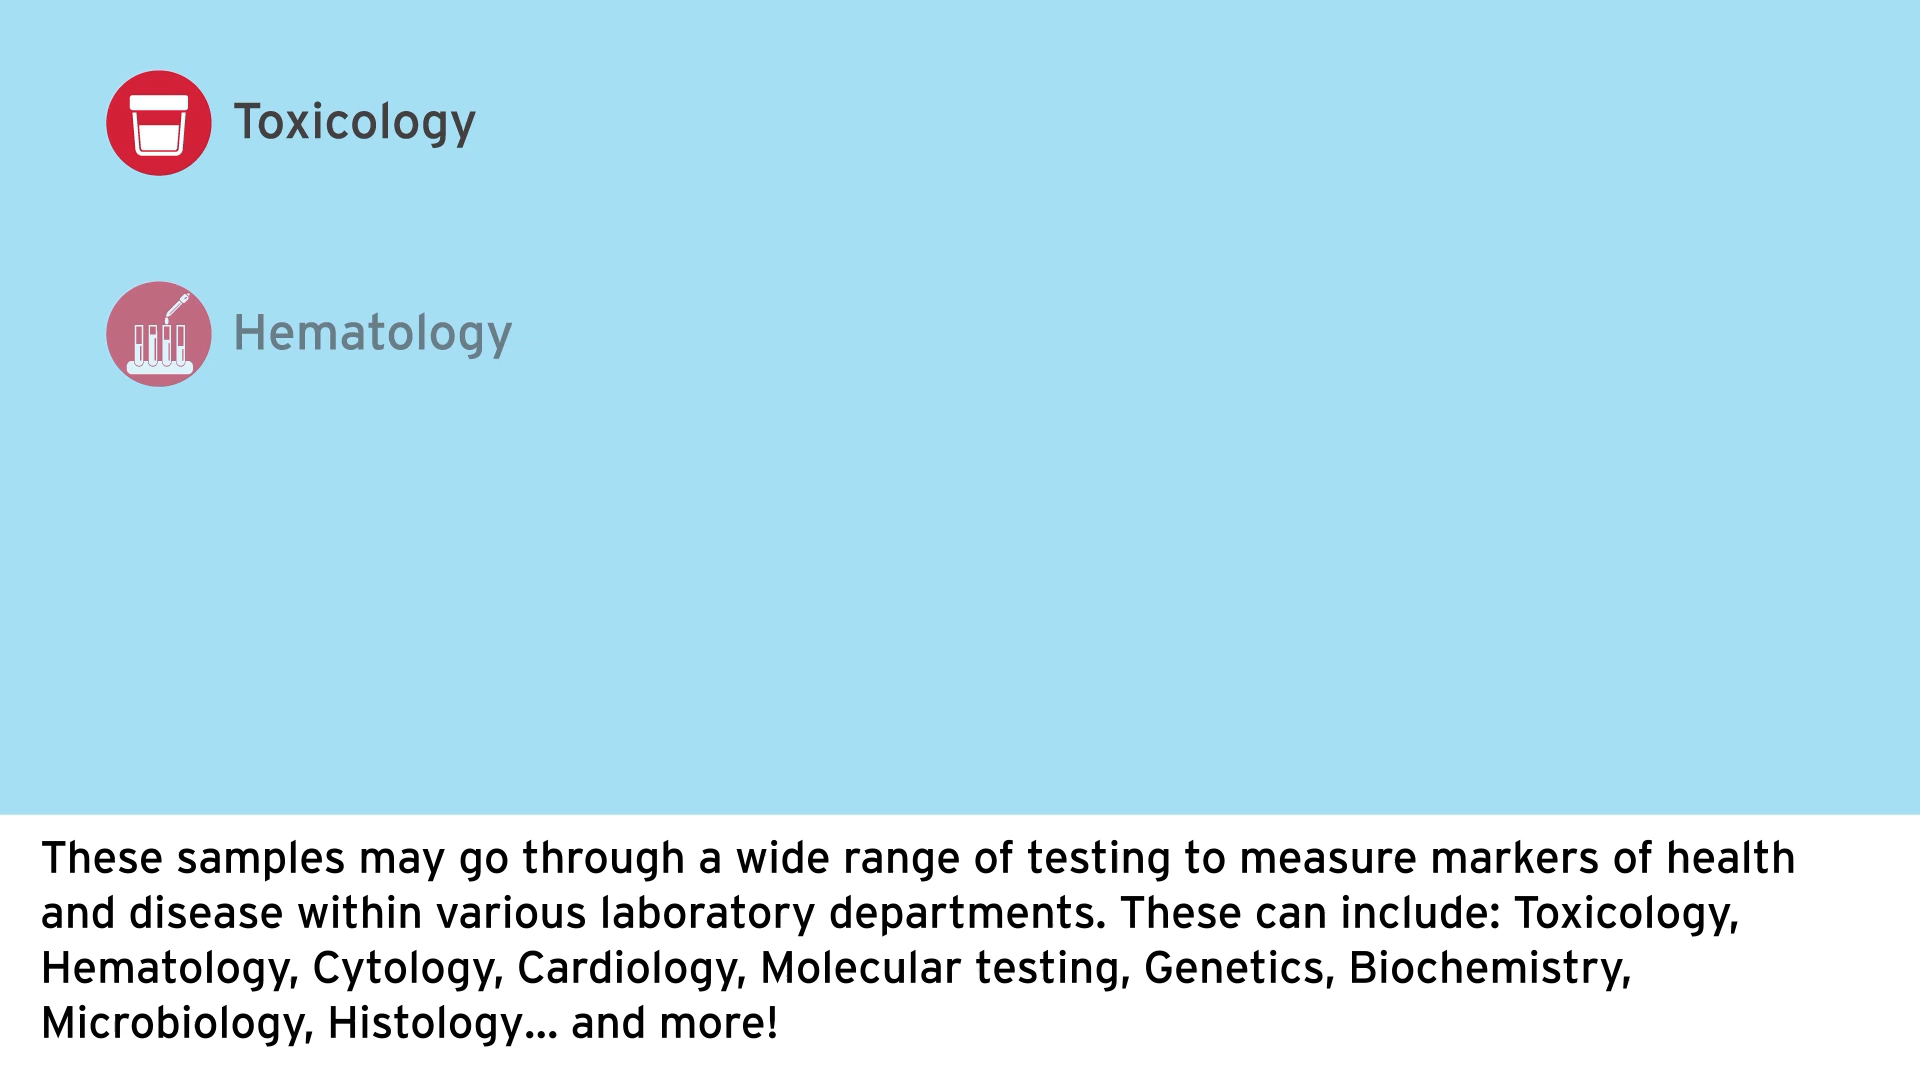 Toxicology
Hematology
These samples may go through a wide range of testing to measure markers of health
and disease within various laboratory departments. These can include: Toxicology,
Hematology, Cytology, Cardiology, Molecular testing, Genetics, Biochemistry,
Microbiology, Histology... and more!